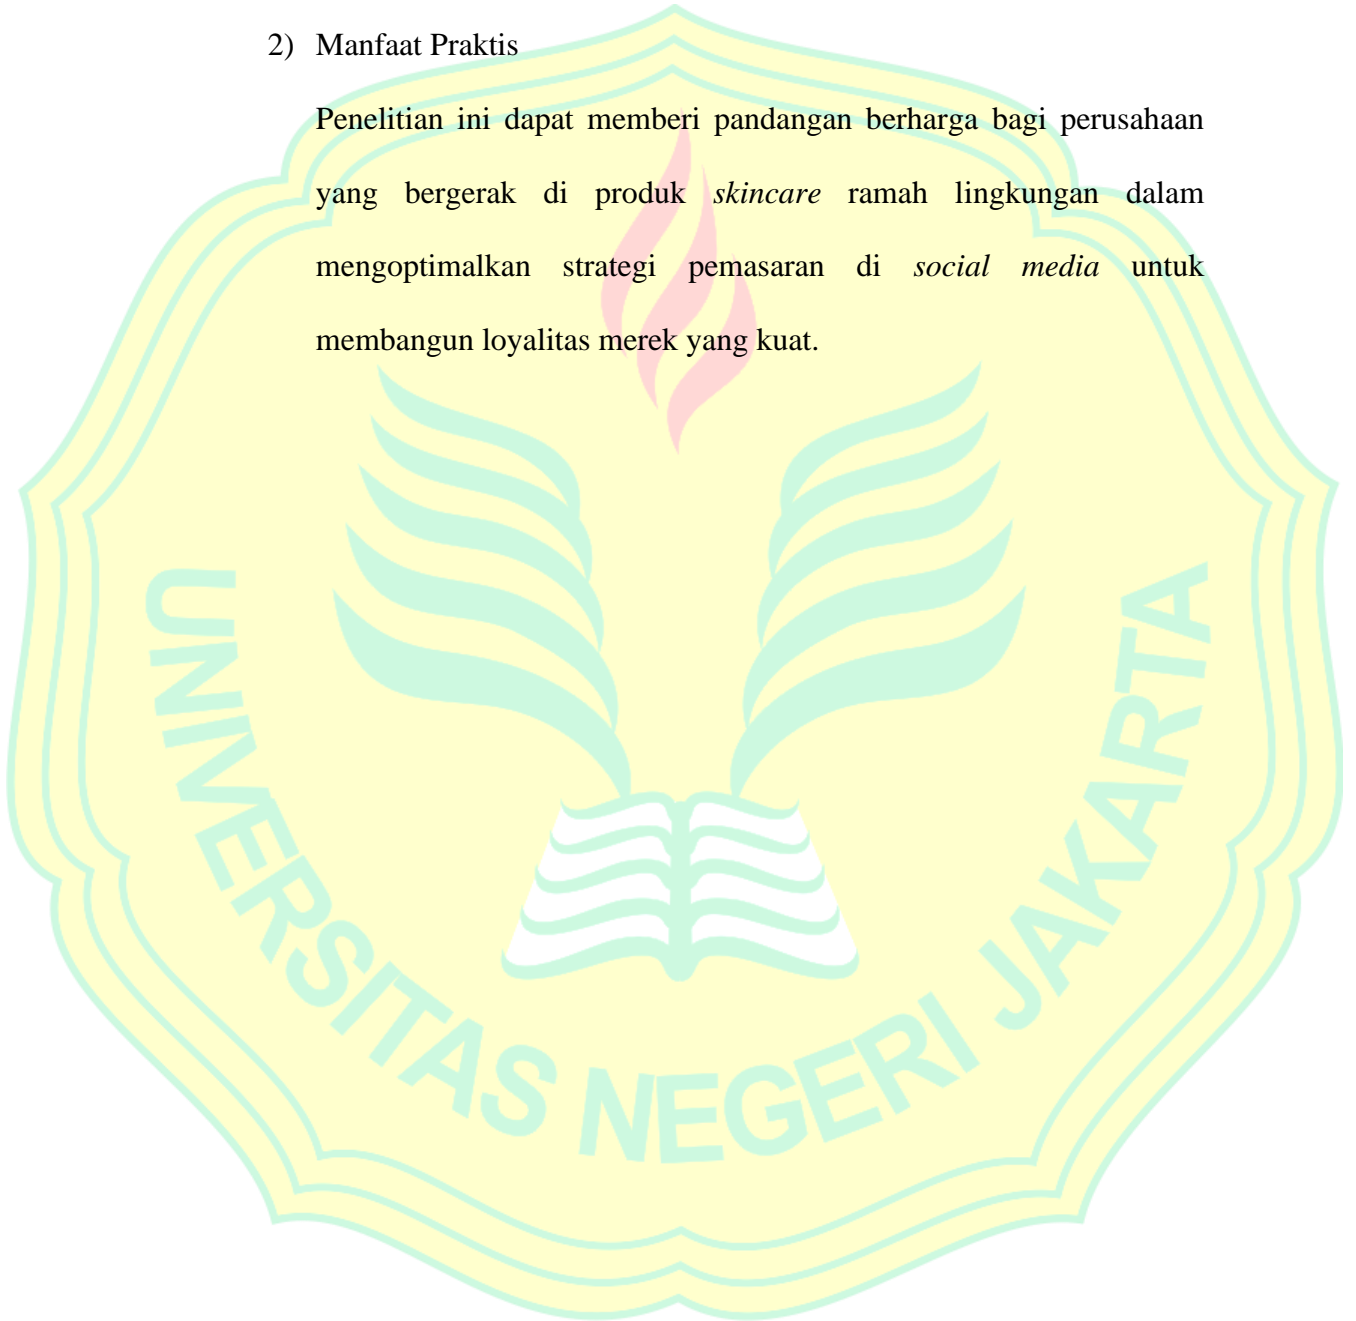 2) Manfaat Praktis
Penelitian ini dapat memberi pandangan berharga bagi perusahaan
yang bergerak di produk skincare ramah lingkungan dalam
mengoptimalkan strategi pemasaran di social media untuk
membangun loyalitas merek yang kuat.
UNIVERSITAS NEGERI JAKARTA